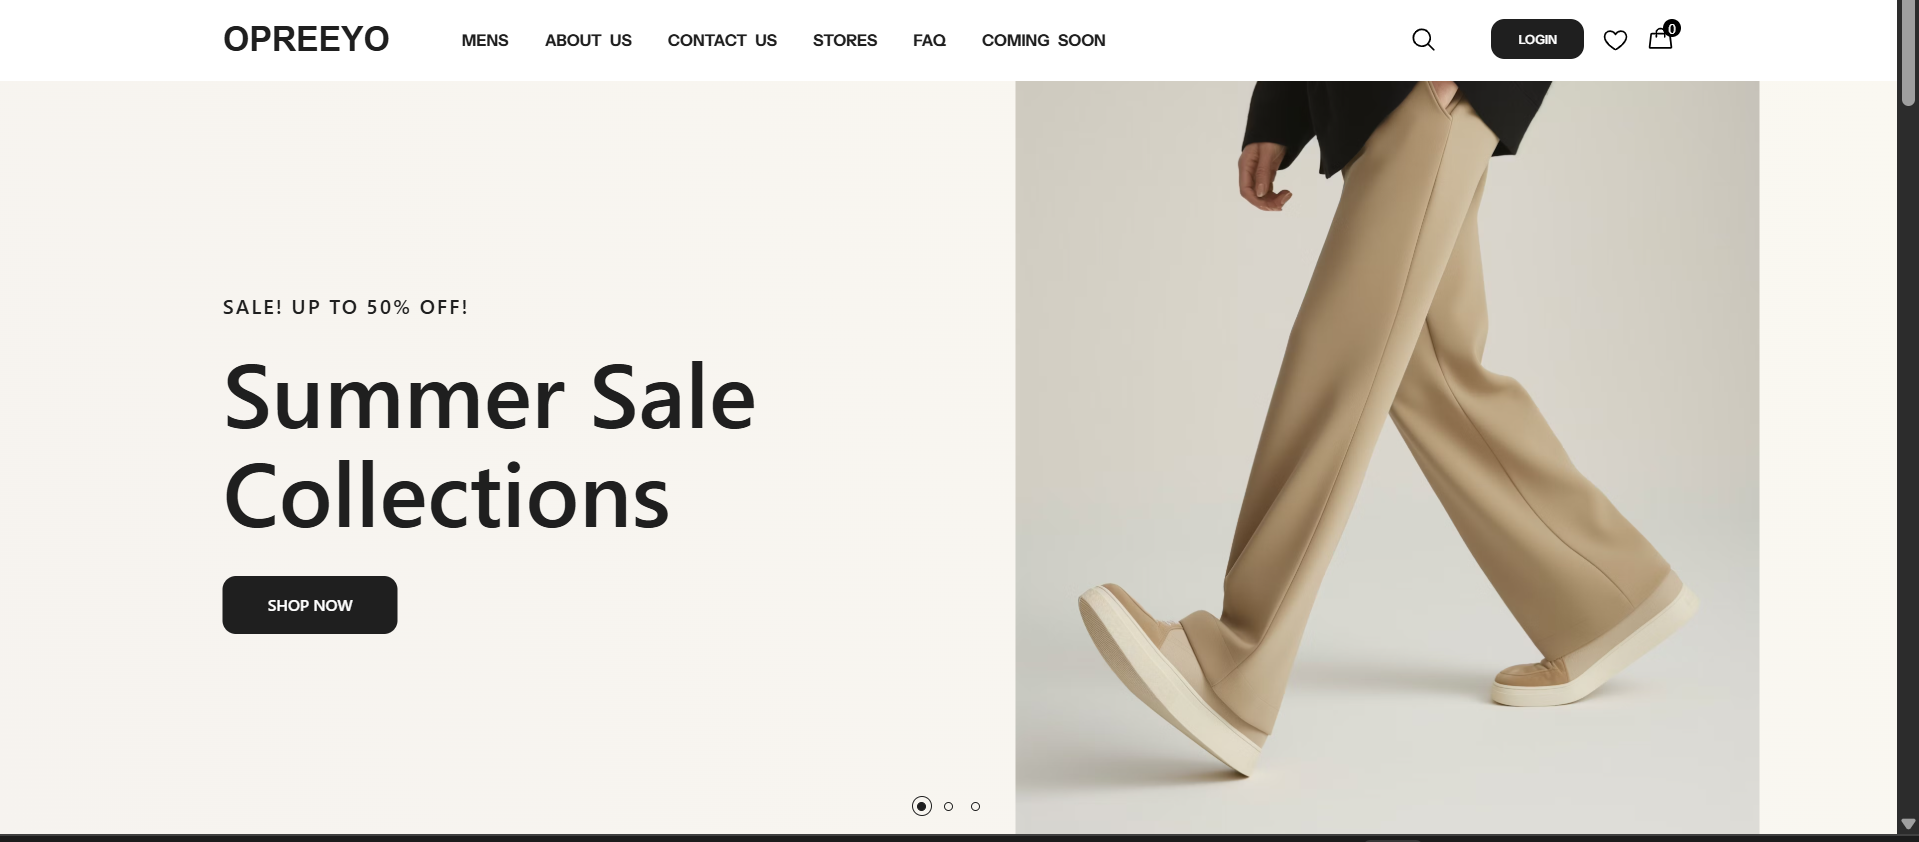 OPREEYO
MENS ABOUT US CONTACT US STORES FAQ COMING SOON
LOGIN
0
SALE! UP TO 50% OFF!
Summer Sale
Collections
SHOP NOW